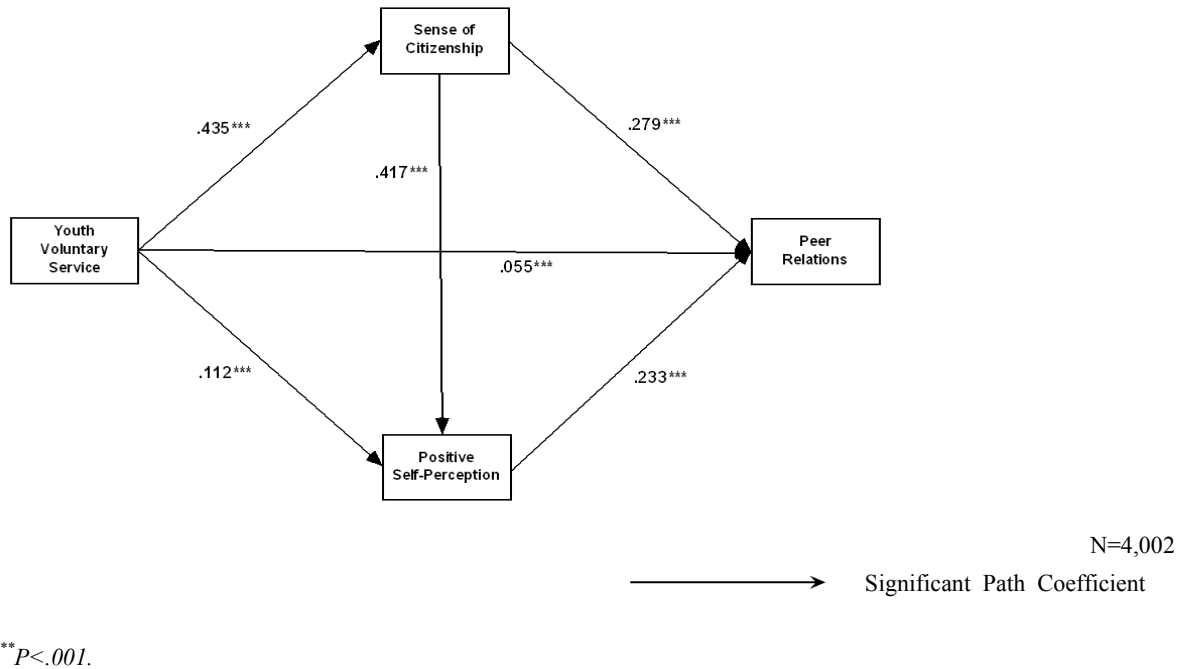 Sense of
Citizenship
.435***
.279***
.417***
Youth
Voluntary
Service
Peer
Relations
.055***
.112***
.233***
Positive
Self-Perception
N=4,002
Significant Path Coefficient
**P<.001.